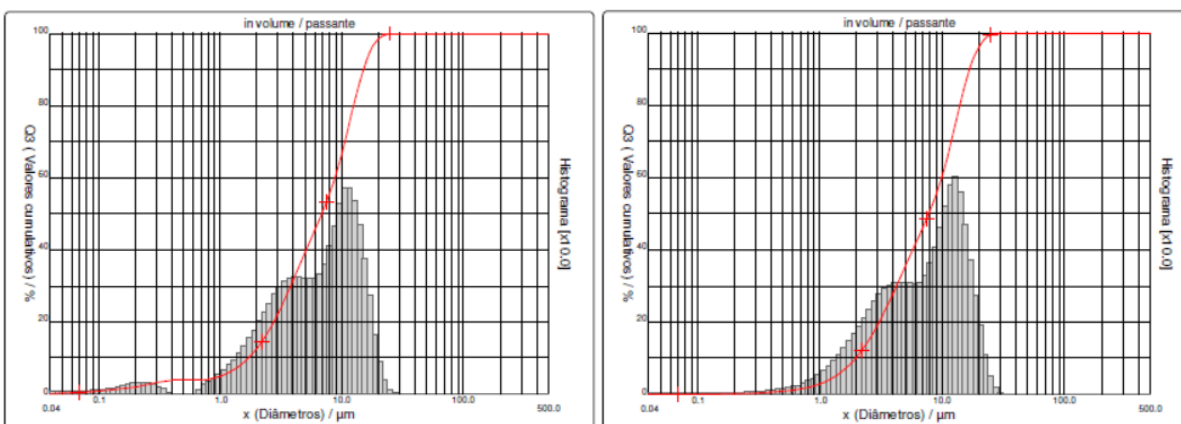 in volume / passante
100
80
60
40
20
0
Q3 ( Valores cumulativos) / %
Histograma [x10.0]
0.04 0.1 1.0 10.0 100.0 500.0
x (Diâmetros) / µm
in volume / passante
100
80
60
40
20
0
Q3 ( Valores cumulativos) / %
Histograma [x10.0]
0.04 0.1 1.0 10.0 100.0 500.0
x (Diâmetros) / µm